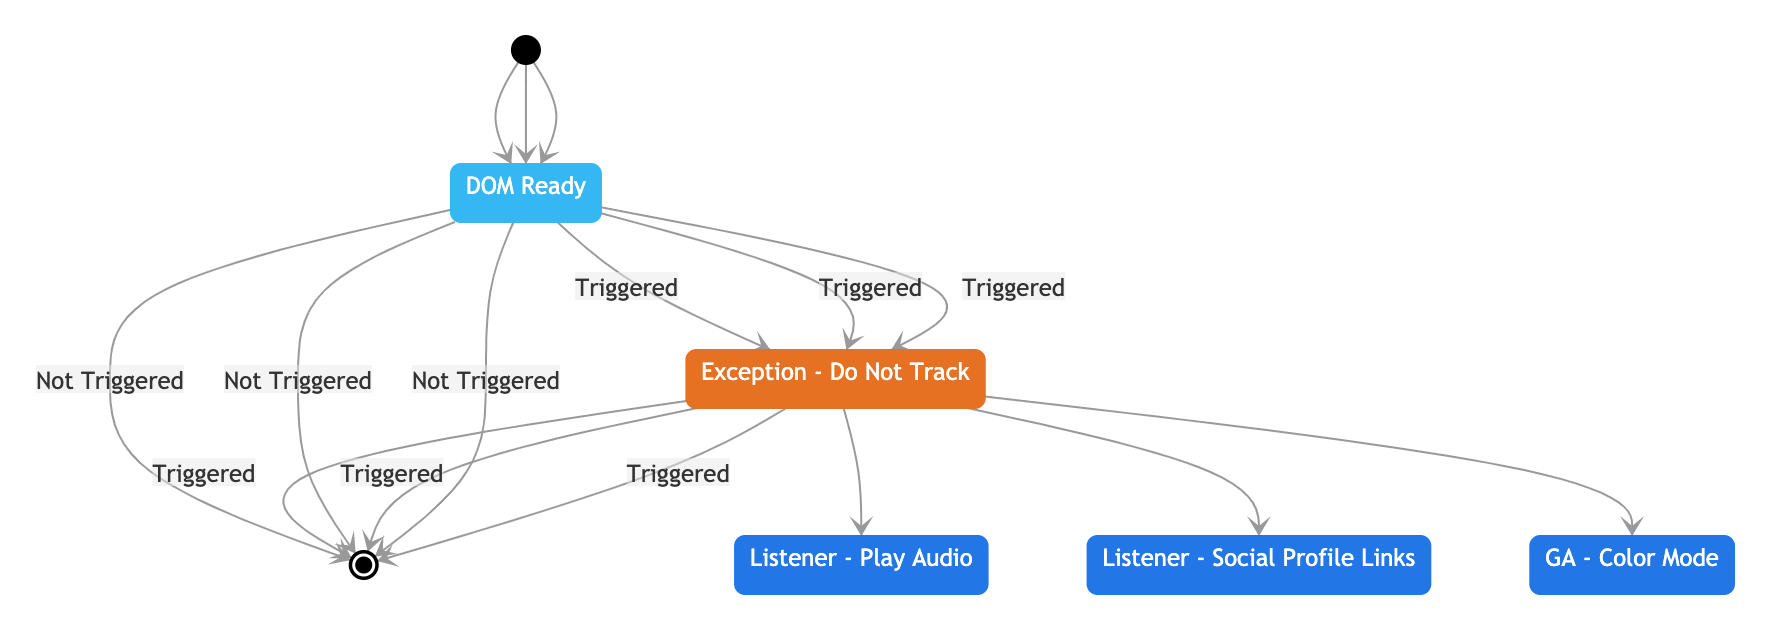 DOM Ready
Triggered
Triggered
Triggered
Exception - Do Not Track
Not Triggered
Not Triggered
Not Triggered
Triggered
Triggered
Triggered
Listener - Play Audio
Listener - Social Profile Links
GA - Color Mode